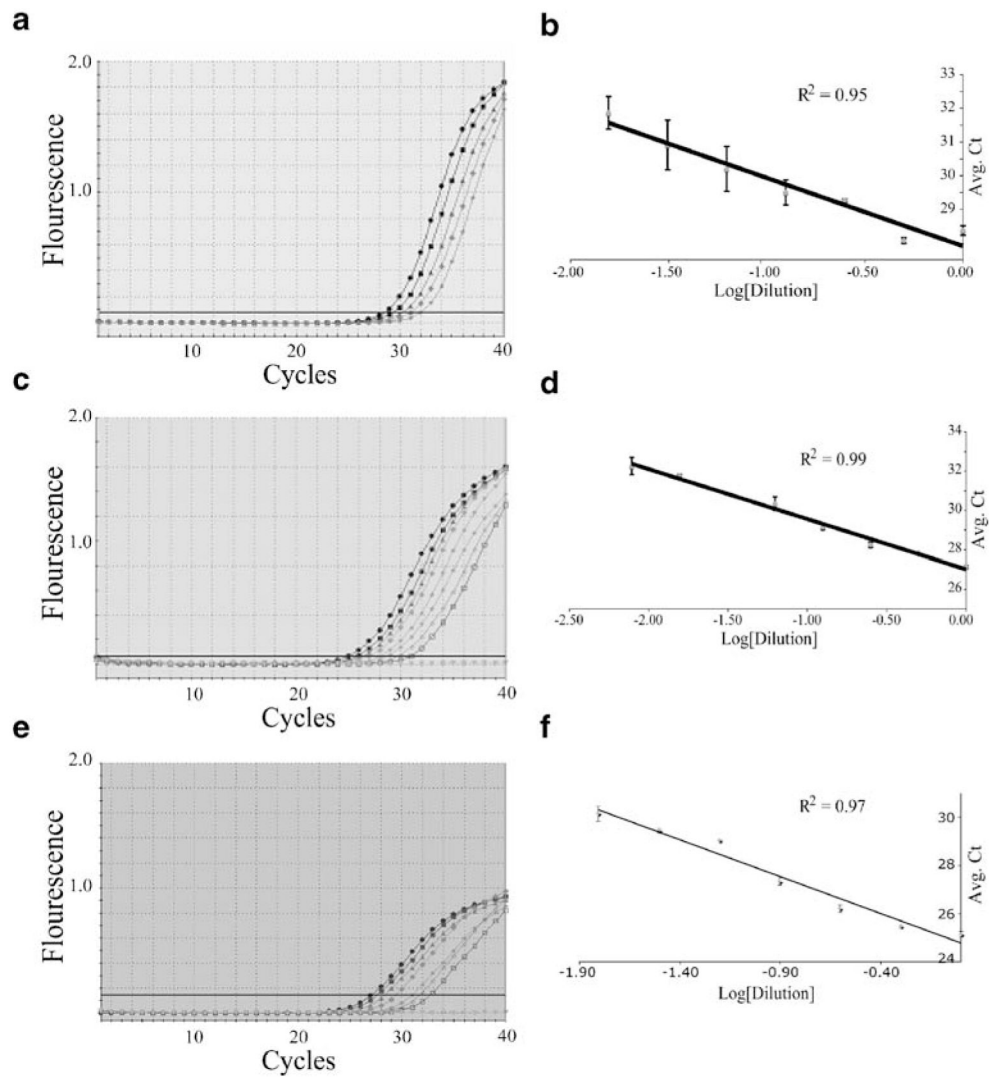 a
2.0
1.0
Flourescence
10 20 30 40
Cycles
b
R² = 0.95
33
32
31
30
29
28
Avg. Ct
-2.00 -1.50 -1.00 -0.50 0.00
Log[Dilution]
c
2.0
1.0
Flourescence
10 20 30 40
Cycles
d
R² = 0.99
34
32
30
28
26
Avg. Ct
-2.50 -2.00 -1.50 -1.00 -0.50 0.00
Log[Dilution]
e
2.0
1.0
Flourescence
10 20 30 40
Cycles
f
R² = 0.97
30
28
26
24
Avg. Ct
-1.90 -1.40 -0.90 -0.40
Log[Dilution]